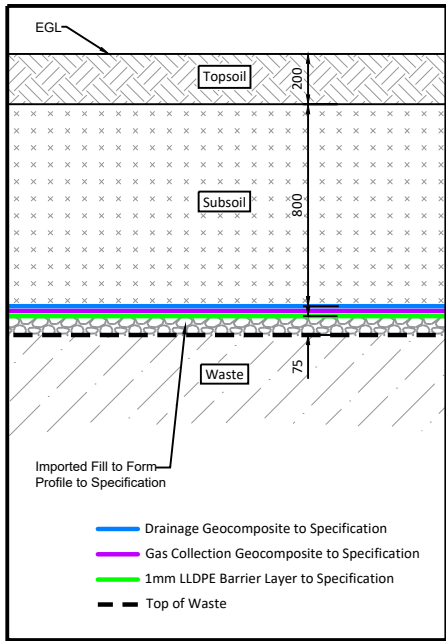 EGL
Topsoil
200
Subsoil
800
Waste
75
Imported Fill to Form
Profile to Specification
Drainage Geocomposite to Specification
Gas Collection Geocomposite to Specification
1mm LLDPE Barrier Layer to Specification
Top of Waste